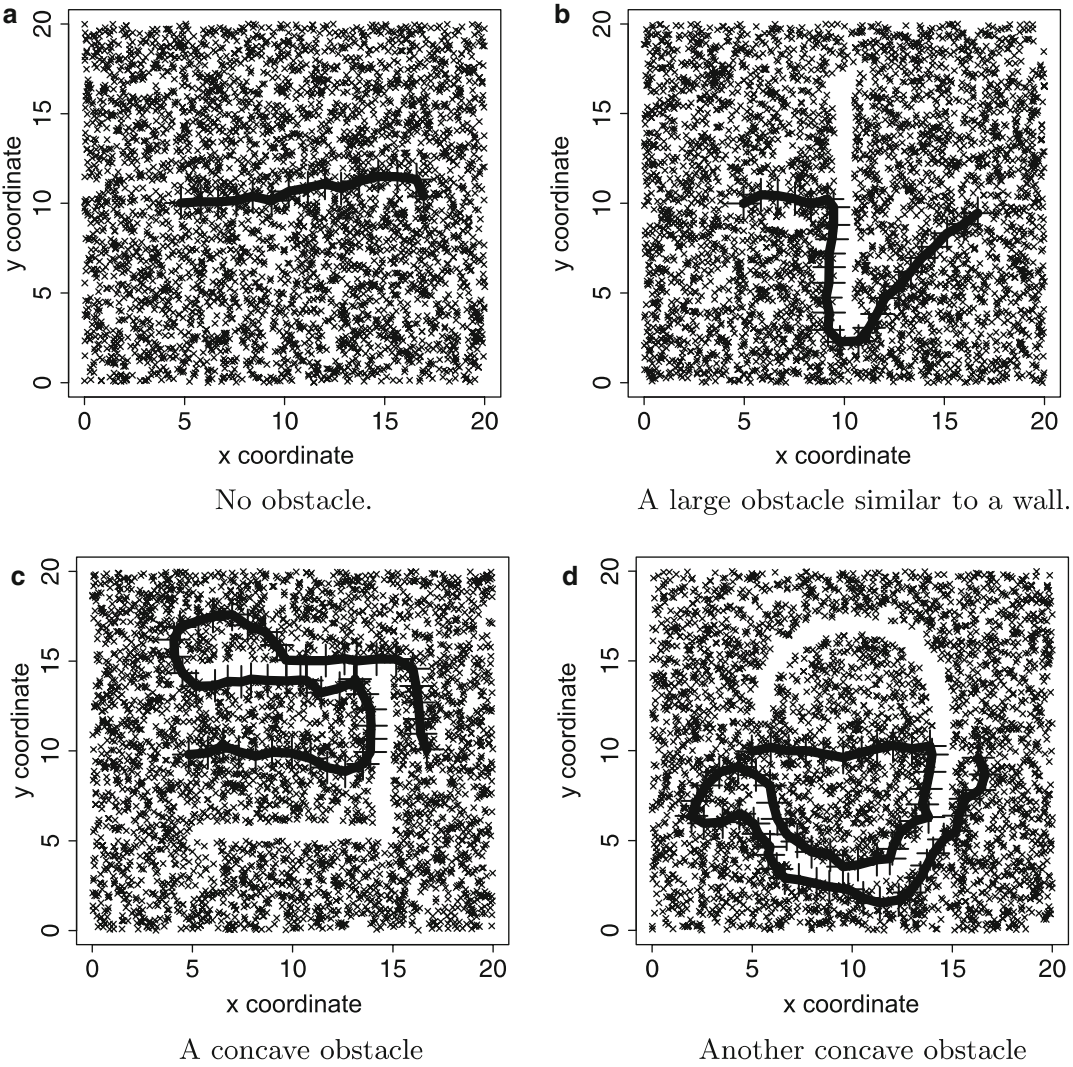 a
y coordinate
20
15
10
5
0
0 5 10 15 20
x coordinate
No obstacle.
b
y coordinate
20
15
10
5
0
0 5 10 15 20
x coordinate
A large obstacle similar to a wall.
c
y coordinate
20
15
10
5
0
0 5 10 15 20
x coordinate
A concave obstacle
d
y coordinate
20
15
10
5
0
0 5 10 15 20
x coordinate
Another concave obstacle